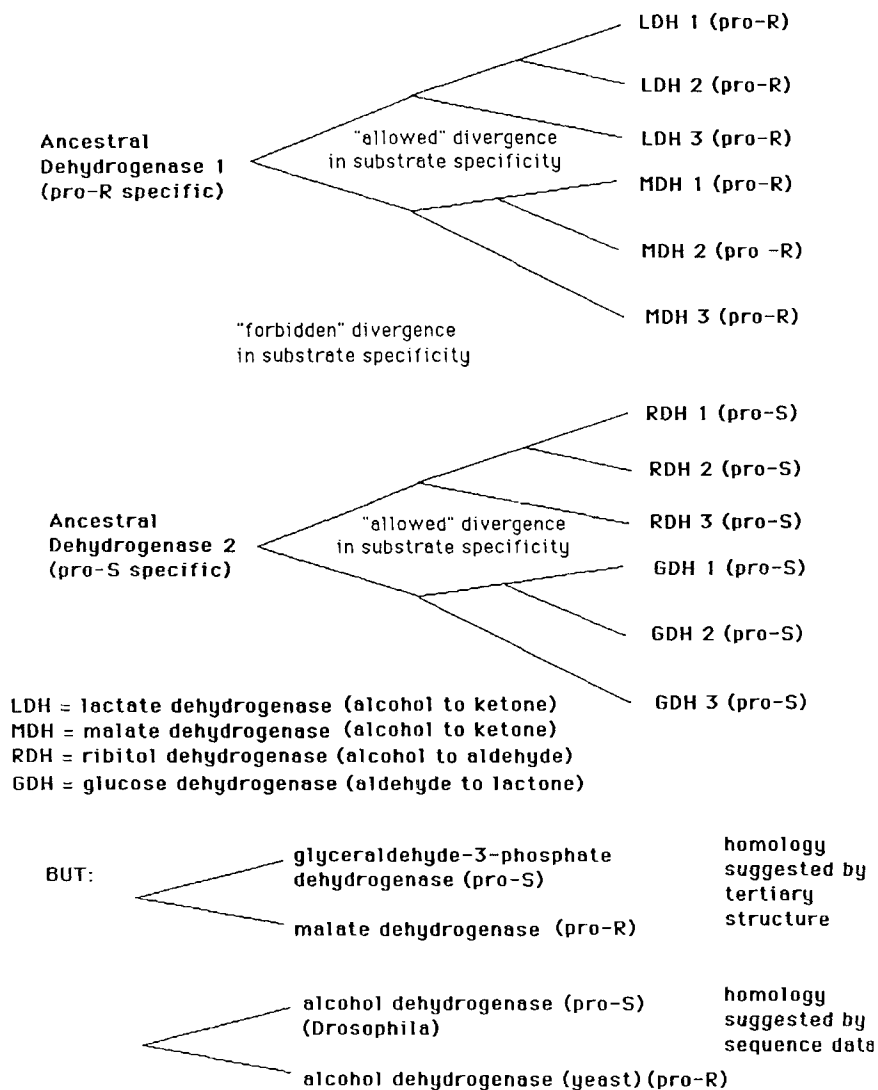 LDH 1 (pro-R)
LDH 2 (pro-R)
Ancestral
Dehydrogenase 1
(pro-R specific)
"allowed" divergence
in substrate specificity
LDH 3 (pro-R)
MDH 1 (pro-R)
MDH 2 (pro -R)
MDH 3 (pro-R)
"forbidden" divergence
in substrate specificity
RDH 1 (pro-S)
RDH 2 (pro-S)
Ancestral
Dehydrogenase 2
(pro-S specific)
"allowed" divergence
in substrate specificity
RDH 3 (pro-S)
GDH 1 (pro-S)
GDH 2 (pro-S)
GDH 3 (pro-S)
LDH = lactate dehydrogenase (alcohol to ketone)
MDH = malate dehydrogenase (alcohol to ketone)
RDH = ribitol dehydrogenase (alcohol to aldehyde)
GDH = glucose dehydrogenase (aldehyde to lactone)
BUT:
glyceraldehyde-3-phosphate
dehydrogenase (pro-S)
malate dehydrogenase (pro-R)
homology
suggested by
tertiary
structure
alcohol dehydrogenase (pro-S)
(Drosophila)
alcohol dehydrogenase (yeast)(pro-R)
homology
suggested by
sequence data